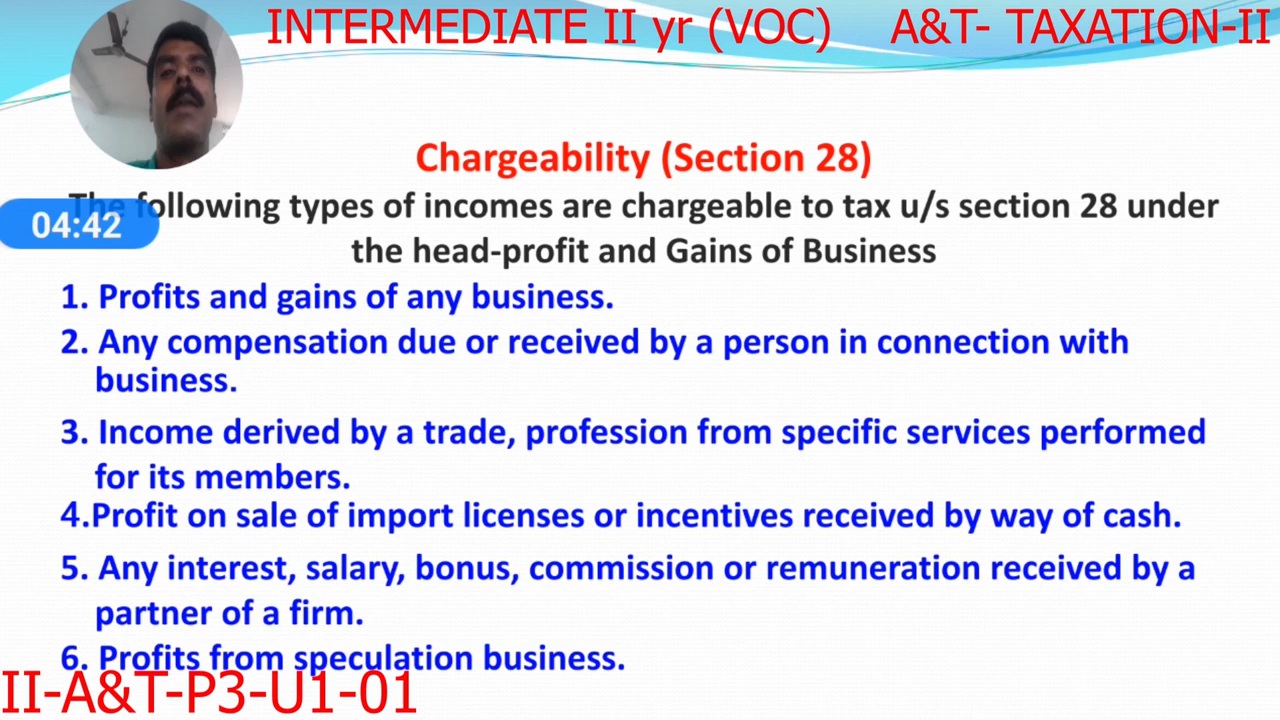 INTERMEDIATE II yr (VOC) A&T- TAXATION-II
Chargeability (Section 28)
The following types of incomes are chargeable to tax u/s section 28 under
04:42
the head-profit and Gains of Business
1. Profits and gains of any business.
2. Any compensation due or received by a person in connection with
business.
3. Income derived by a trade, profession from specific services performed
for its members.
4.Profit on sale of import licenses or incentives received by way of cash.
5. Any interest, salary, bonus, commission or remuneration received by a
partner of a firm.
6. Profits from speculation business.
II-A&T-P3-U1-01